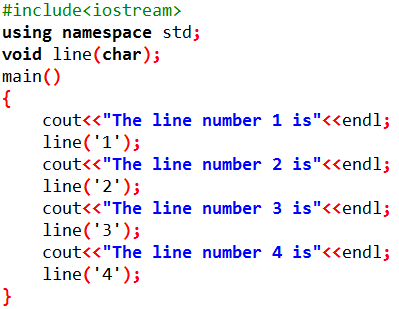 #include<iostream>
using namespace std;
void line(char);
main()
{
    cout<<"The line number 1 is"<<endl;
    line('1');
    cout<<"The line number 2 is"<<endl;
    line('2');
    cout<<"The line number 3 is"<<endl;
    line('3');
    cout<<"The line number 4 is"<<endl;
    line('4');
}